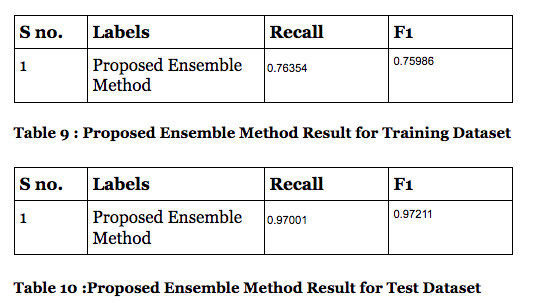 S no. Labels Recall F1
1 Proposed Ensemble 0.76354 0.75986
Method
Table 9 : Proposed Ensemble Method Result for Training Dataset
S no. Labels Recall F1
1 Proposed Ensemble 0.97001 0.97211
Method
Table 10 :Proposed Ensemble Method Result for Test Dataset